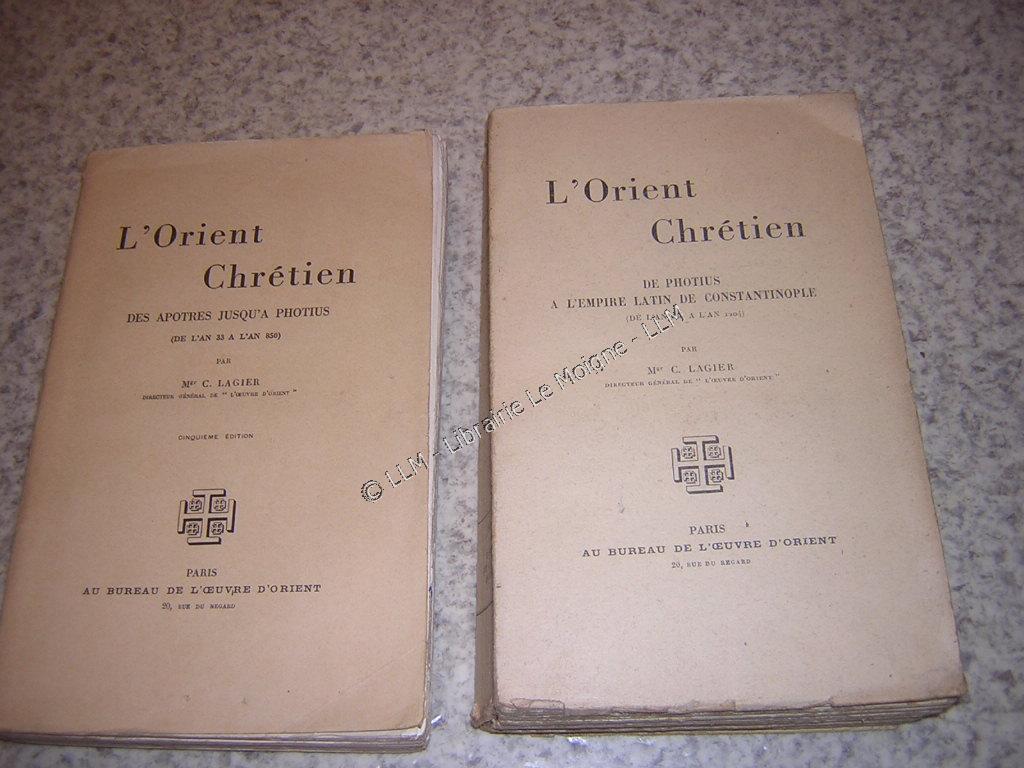 L'Orient
Chrétien
DES APOTRES JUSQU'A PHOTIUS
(DE L'AN 33 A L'AN 850)
PAR
Mgr C. LAGIER
DIRECTEUR GÉNÉRAL DE "L'ŒUVRE D'ORIENT"
CINQUIÈME ÉDITION
PARIS
AU BUREAU DE L'ŒUVRE D'ORIENT
20, RUE DU REGARD
L'Orient
Chrétien
DE PHOTIUS
A L'EMPIRE LATIN DE CONSTANTINOPLE
(DE L'AN A L'AN 1204)
PAR
Mgr C. LAGIER
DIRECTEUR GÉNÉRAL DE "L'ŒUVRE D'ORIENT"
PARIS
AU BUREAU DE L'ŒUVRE D'ORIENT
20, RUE DU REGARD
© LLM - Librairie Le Moigne - LLM